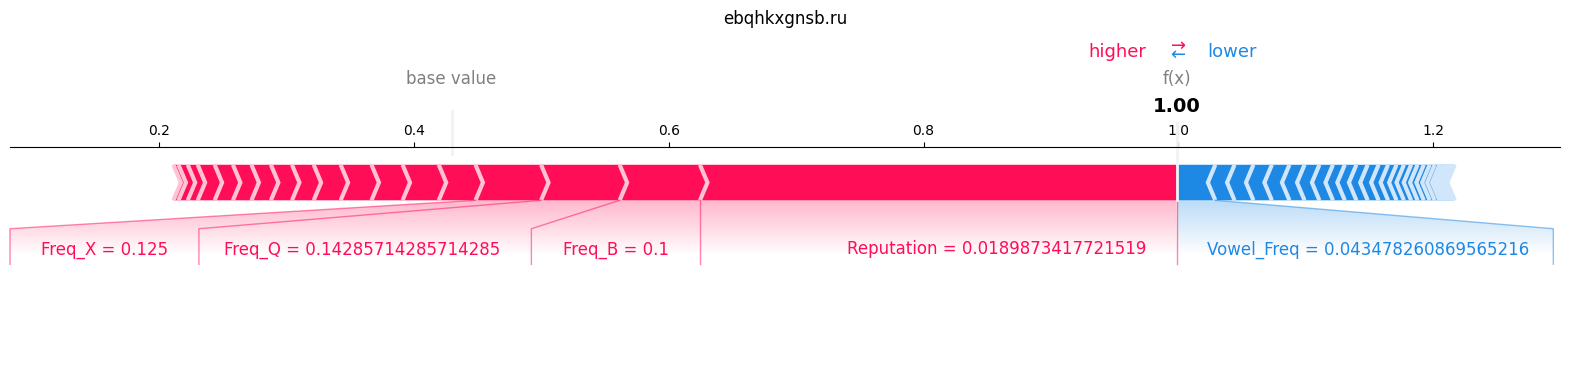 ebqhkxgnsb.ru
higher ⇄ lower
base value
f(x)
1.00
0.2 0.4 0.6 0.8 1.0 1.2
Freq_X = 0.125 Freq_Q = 0.14285714285714285 Freq_B = 0.1 Reputation = 0.0189873417721519 Vowel_Freq = 0.043478260869565216